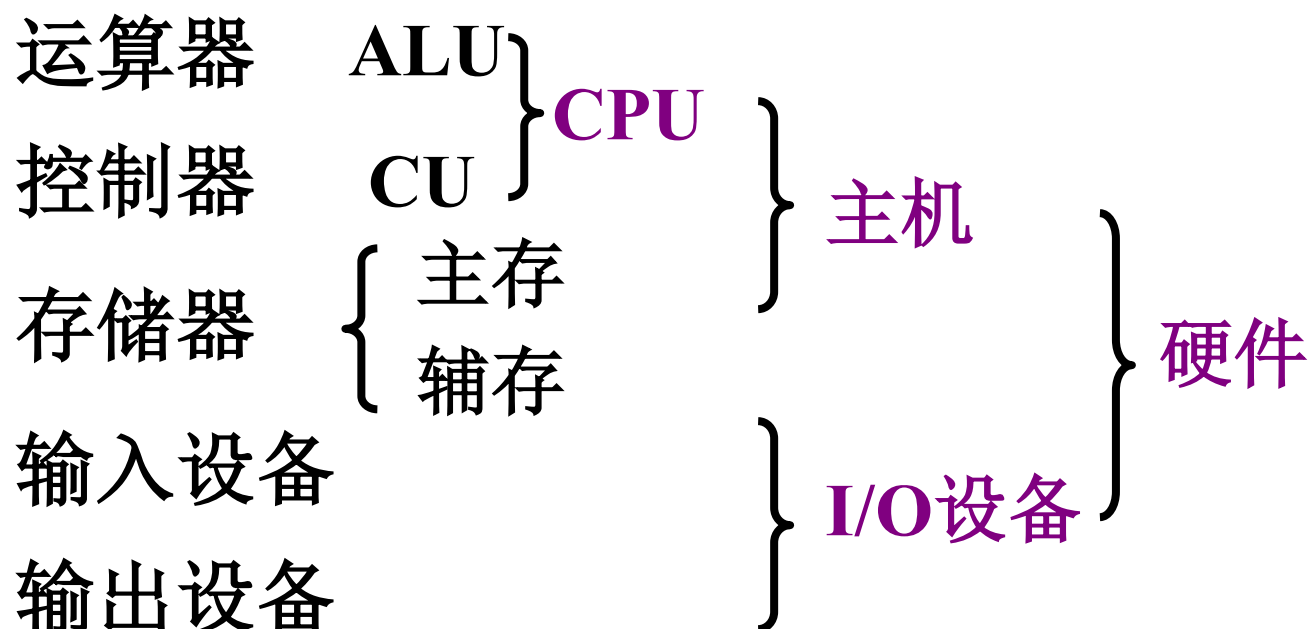 运算器 ALU
CPU
控制器 CU
主机
主存
存储器
硬件
辅存
输入设备
I/O设备
输出设备